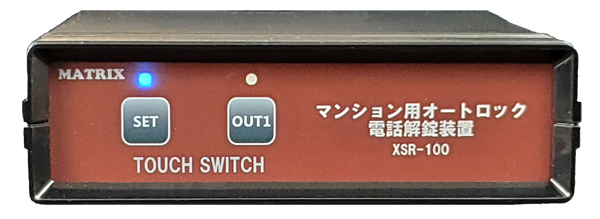 MATRIX
SET
OUT1
TOUCH SWITCH
マンション用オートロック
電話解錠装置
XSR-100